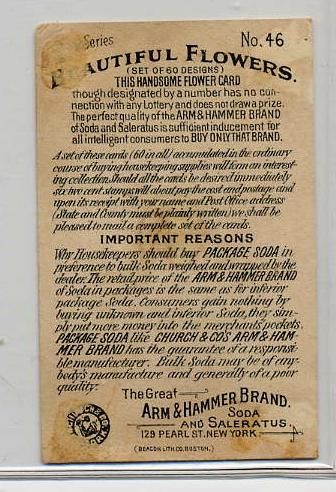 Series
No. 46
BEAUTIFUL FLOWERS.
(SET OF 60 DESIGNS)
THIS HANDSOME FLOWER CARD
though designated by a number has no con-
nection with any Lottery and does not draw a prize.
The perfect quality of the ARM & HAMMER BRAND
of Soda and Saleratus is sufficient inducement for
all intelligent consumers to BUY ONLY THAT BRAND.
A set of these cards (60 in all) accumulated in the ordinary
course of buying housekeeping supplies will form an interest-
ing collection. Should all the cards be desired immediately
six two cent stamps will about pay the cost and postage and
upon its receipt with your name and Post Office address
(State and County must be plainly written) we shall be
pleased to mail a complete set of the cards.
IMPORTANT REASONS
Why Housekeepers should buy PACKAGE SODA in
preference to bulk Soda weighed and wrapped by the
dealer. The retail price of the ARM & HAMMER BRAND
of Soda in packages is the same as for inferior
package Soda. Consumers gain nothing by
buying unknown and inferior Soda, they sim-
ply put more money into the merchants pockets.
PACKAGE SODA like CHURCH & CO'S ARM & HAM-
MER BRAND has the guarantee of a responsi-
ble manufacturer. Bulk Soda may be of any-
body's manufacture and generally of a poor
quality.
The Great
ARM & HAMMER BRAND.
SODA
AND SALERATUS.
129 PEARL ST. NEW YORK
(BEACON LITH. CO. BOSTON.)